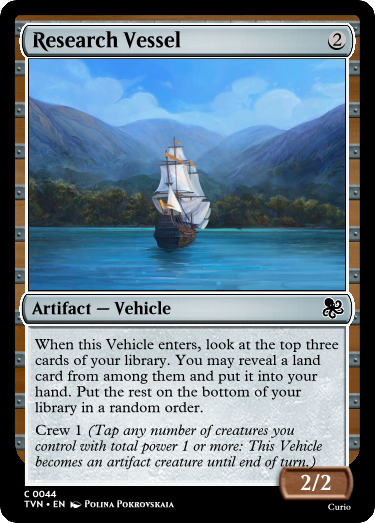 Research Vessel 2
Artifact — Vehicle
When this Vehicle enters, look at the top three
cards of your library. You may reveal a land
card from among them and put it into your
hand. Put the rest on the bottom of your
library in a random order.
Crew 1 (Tap any number of creatures you
control with total power 1 or more: This Vehicle
becomes an artifact creature until end of turn.)
2/2
C 0044
TVN • EN Polina Pokrovskaia
Curio